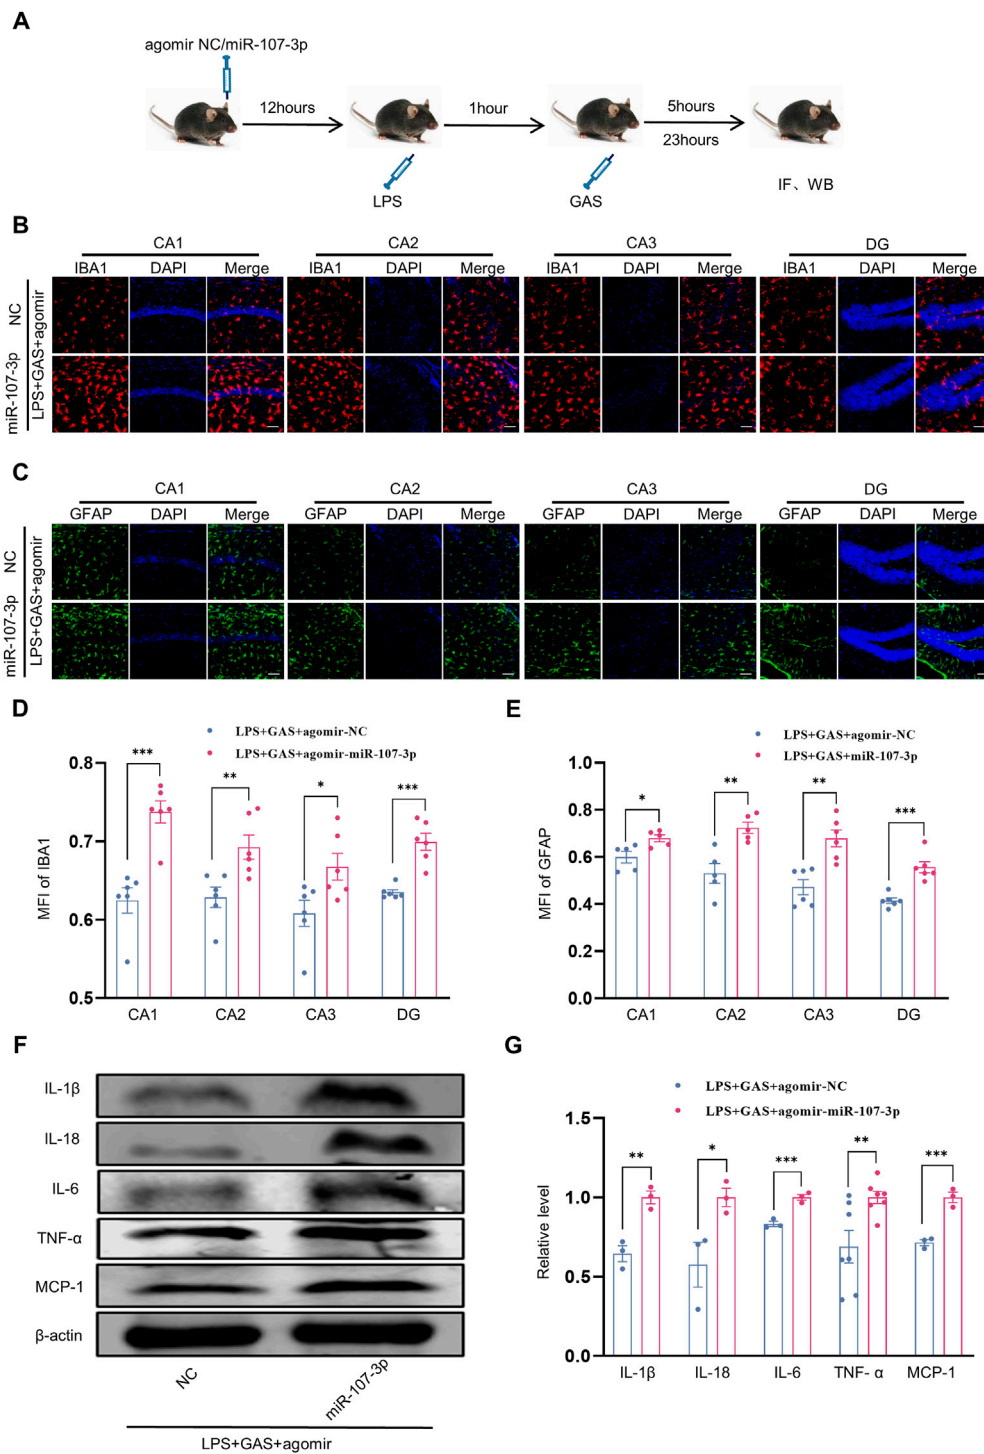 A
agomir NC/miR-107-3p
12hours
1hour
5hours
23hours
LPS
GAS
IF、WB
B
CA1 CA2 CA3 DG
IBA1 DAPI Merge IBA1 DAPI Merge IBA1 DAPI Merge IBA1 DAPI Merge
NC
miR-107-3p
LPS+GAS+agomir
C
CA1 CA2 CA3 DG
GFAP DAPI Merge GFAP DAPI Merge GFAP DAPI Merge GFAP DAPI Merge
NC
miR-107-3p
LPS+GAS+agomir
D
LPS+GAS+agomir-NC
LPS+GAS+agomir-miR-107-3p
MFI of IBA1
0.8
0.7
0.6
0.5
*** ** * ***
CA1 CA2 CA3 DG
E
LPS+GAS+agomir-NC
LPS+GAS+miR-107-3p
MFI of GFAP
1.0
0.8
0.6
0.4
0.2
0.0
* ** ** ***
CA1 CA2 CA3 DG
F
IL-1β
IL-18
IL-6
TNF-α
MCP-1
β-actin
NC
miR-107-3p
LPS+GAS+agomir
G
LPS+GAS+agomir-NC
LPS+GAS+agomir-miR-107-3p
Relative level
1.5
1.0
0.5
0.0
** * *** ** ***
IL-1β IL-18 IL-6 TNF- α MCP-1